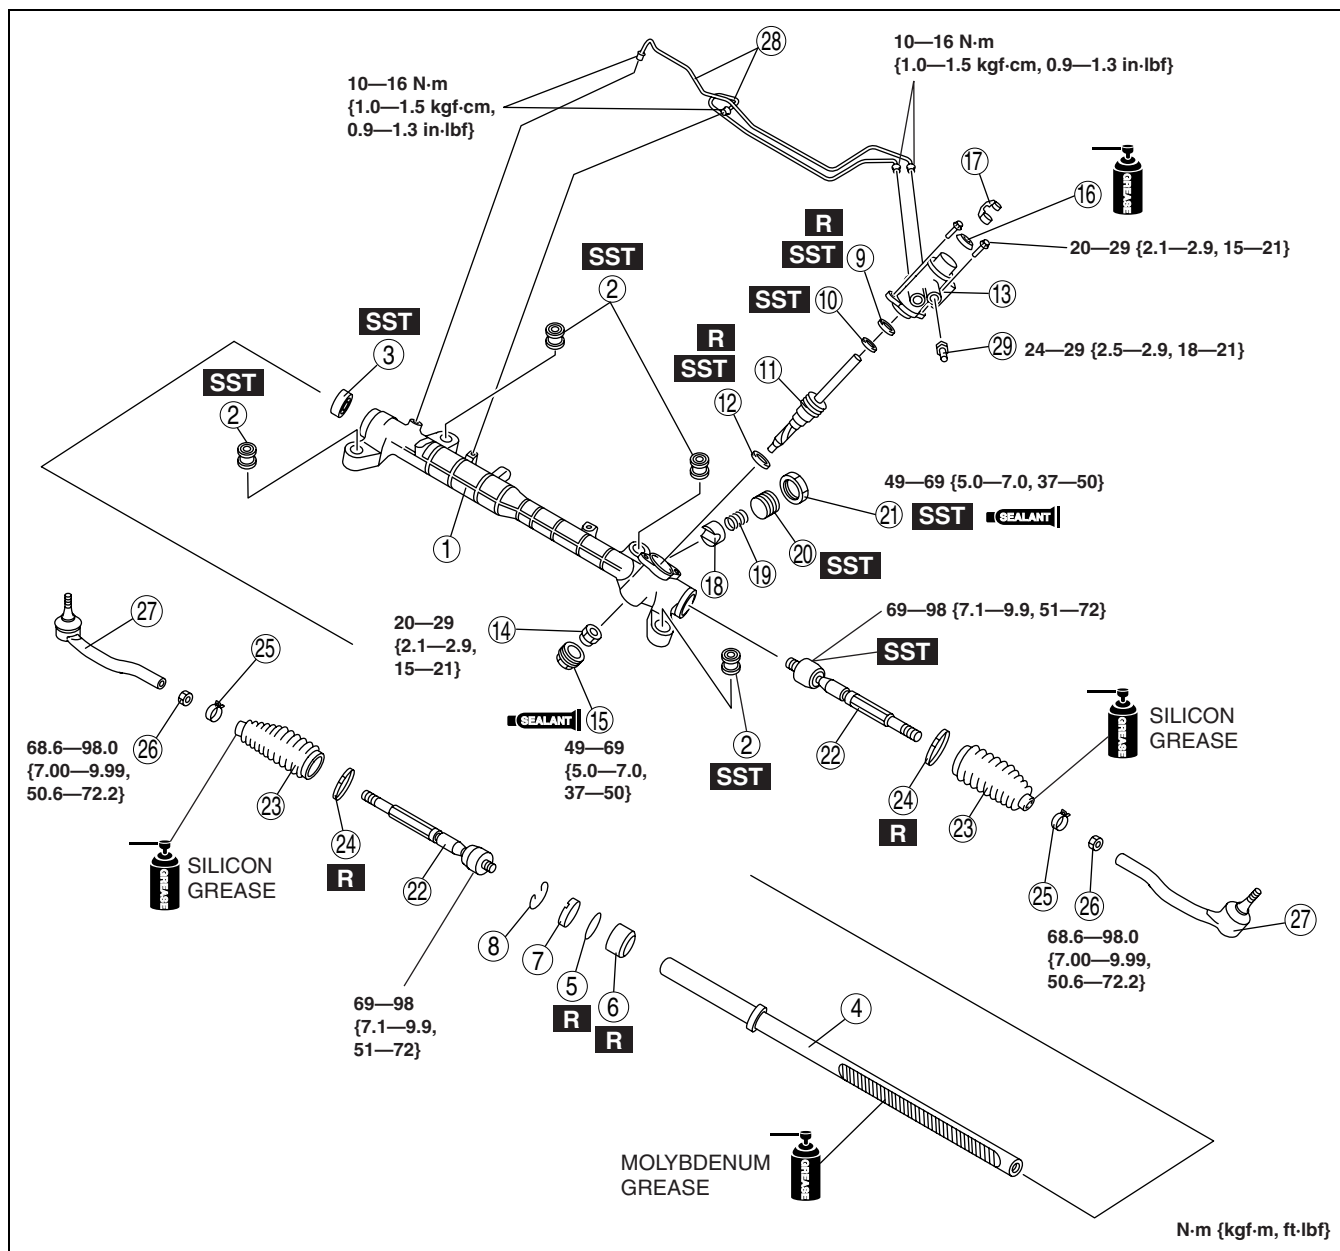 28
10—16 N·m
{1.0—1.5 kgf·cm,
0.9—1.3 in·lbf}
10—16 N·m
{1.0—1.5 kgf·cm, 0.9—1.3 in·lbf}
17
16
GREASE
R
SST
9
20—29 {2.1—2.9, 15—21}
SST
2
SST
10
13
SST
3
R
SST
11
29
24—29 {2.5—2.9, 18—21}
SST
2
12
49—69 {5.0—7.0, 37—50}
21
SST
SEALANT
1
18
19
20
SST
27
25
20—29
{2.1—2.9,
15—21}
14
69—98 {7.1—9.9, 51—72}
SST
SEALANT
15
49—69
{5.0—7.0,
37—50}
2
SST
22
GREASE
SILICON
GREASE
26
68.6—98.0
{7.00—9.99,
50.6—72.2}
23
24
R
22
24
R
23
25
26
68.6—98.0
{7.00—9.99,
50.6—72.2}
27
GREASE
SILICON
GREASE
8
7
5
R
6
R
69—98
{7.1—9.9,
51—72}
4
MOLYBDENUM
GREASE
GREASE
N·m {kgf·m, ft·lbf}